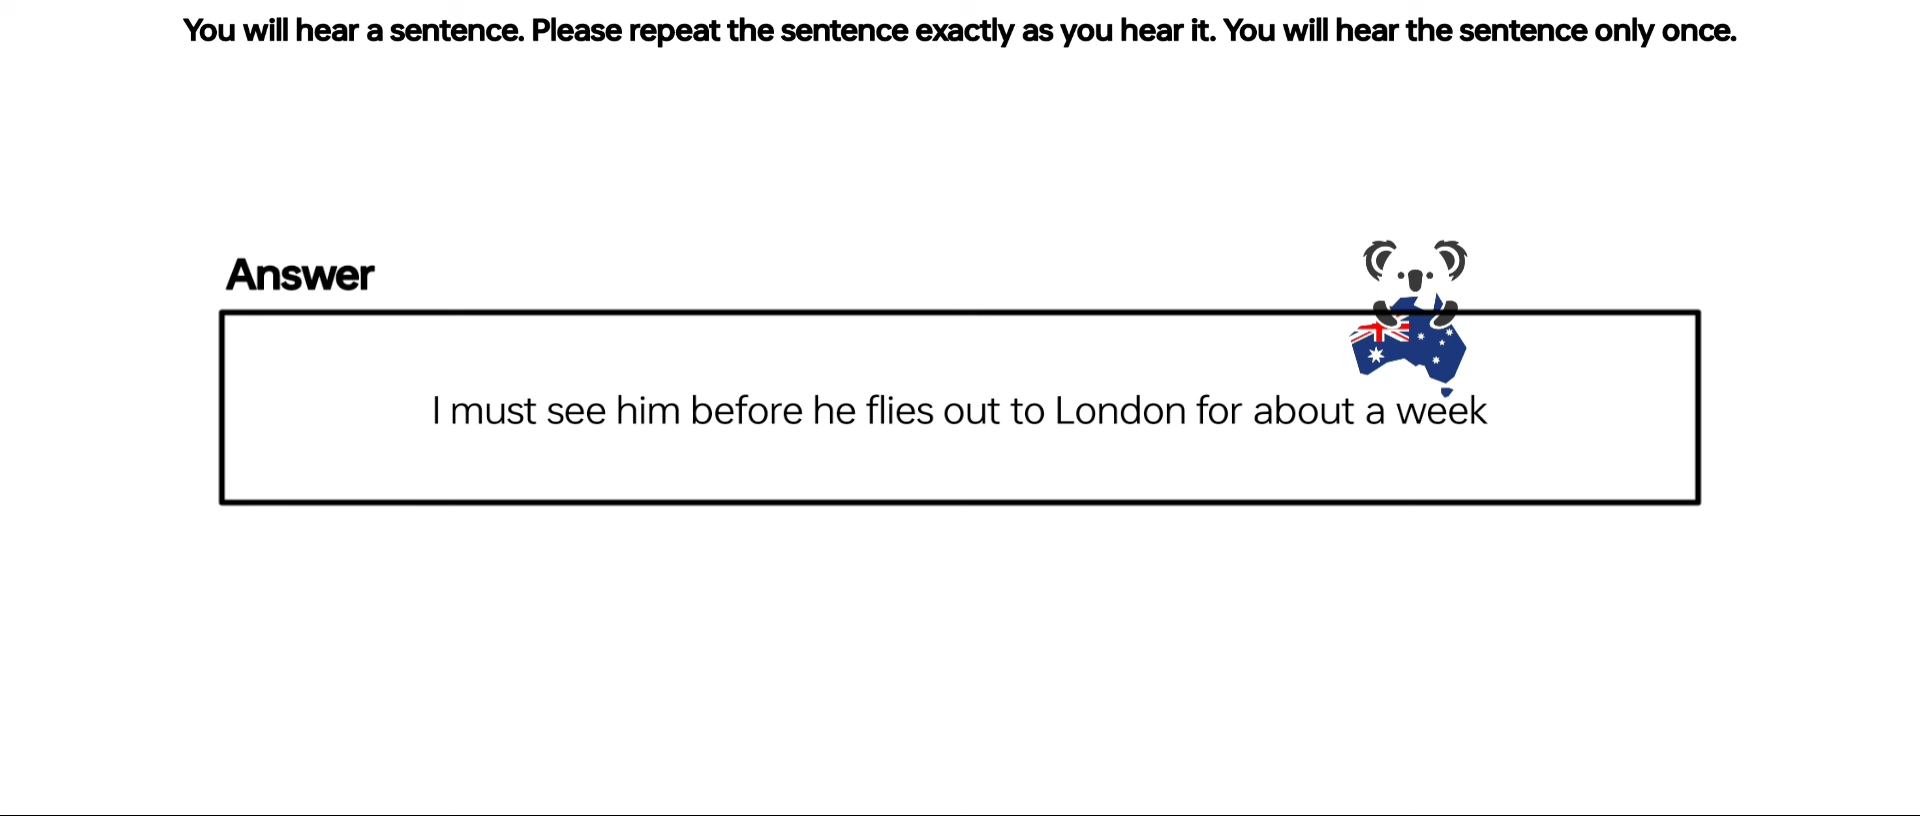 You will hear a sentence. Please repeat the sentence exactly as you hear it. You will hear the sentence only once.
Answer
I must see him before he flies out to London for about a week